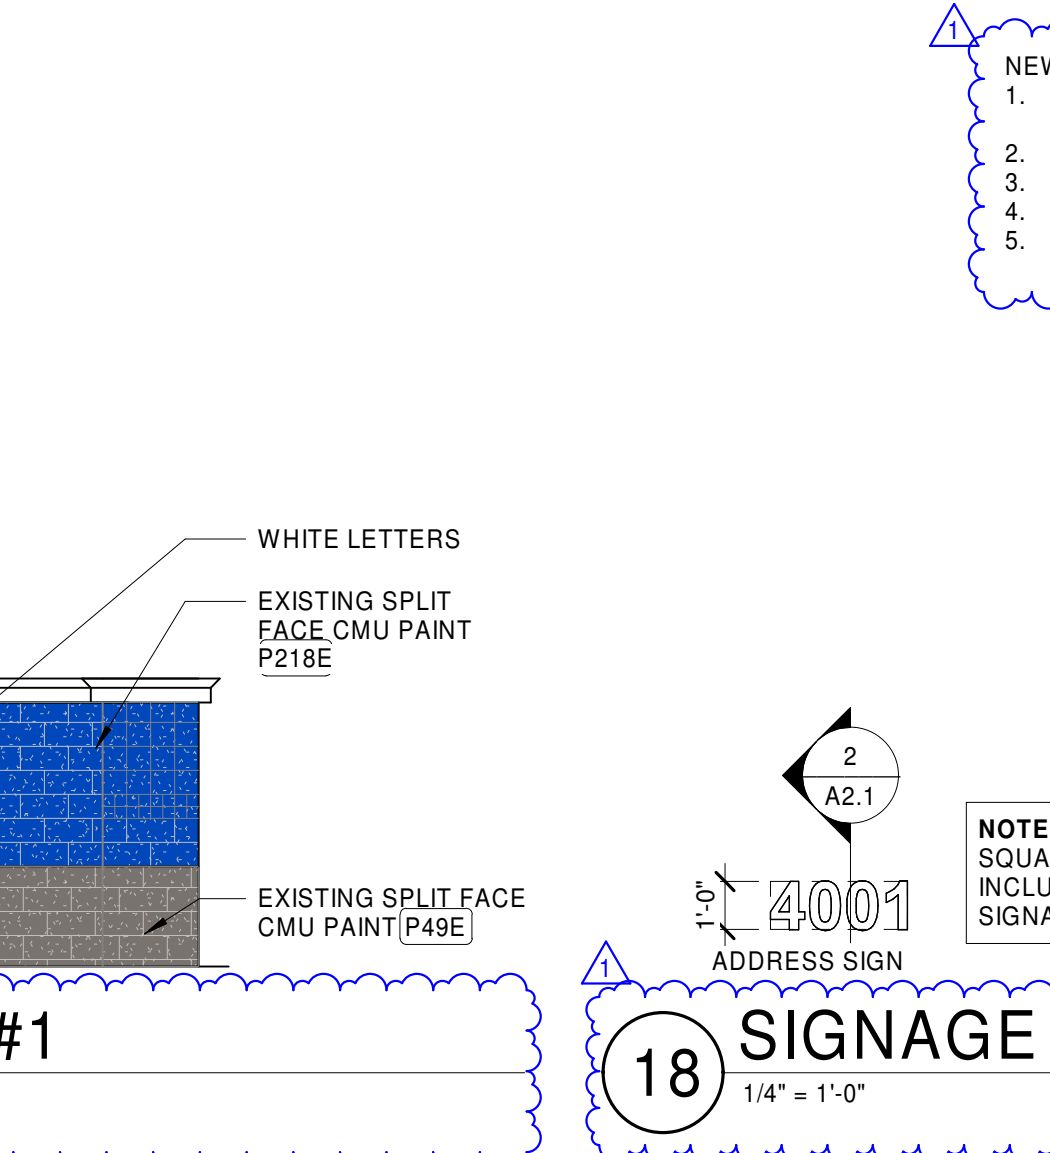 1
NEW
1.
2.
3.
4.
5.
WHITE LETTERS
EXISTING SPLIT
FACE CMU PAINT
P218E
2
A2.1
NOTE
SQUA
INCLU
SIGNA
EXISTING SPLIT FACE
CMU PAINT P49E
1'-0"
4001
ADDRESS SIGN
1
#1
18
SIGNAGE
1/4" = 1'-0"